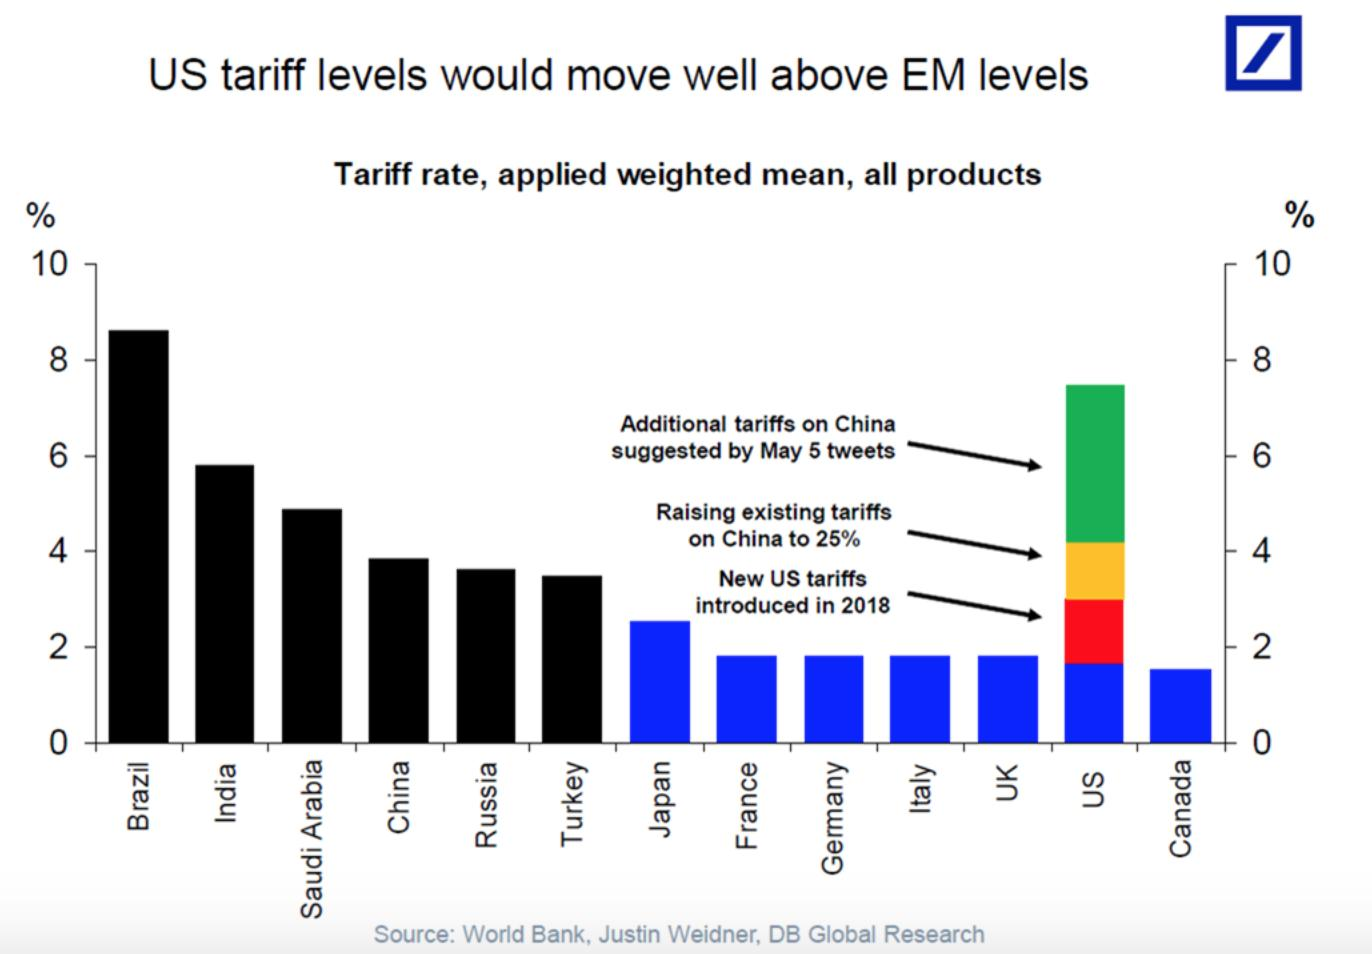 US tariff levels would move well above EM levels
Tariff rate, applied weighted mean, all products
%
%
10
8
6
4
2
0
10
8
6
4
2
0
Additional tariffs on China
suggested by May 5 tweets
Raising existing tariffs
on China to 25%
New US tariffs
introduced in 2018
Brazil
India
Saudi Arabia
China
Russia
Turkey
Japan
France
Germany
Italy
UK
US
Canada
Source: World Bank, Justin Weidner, DB Global Research